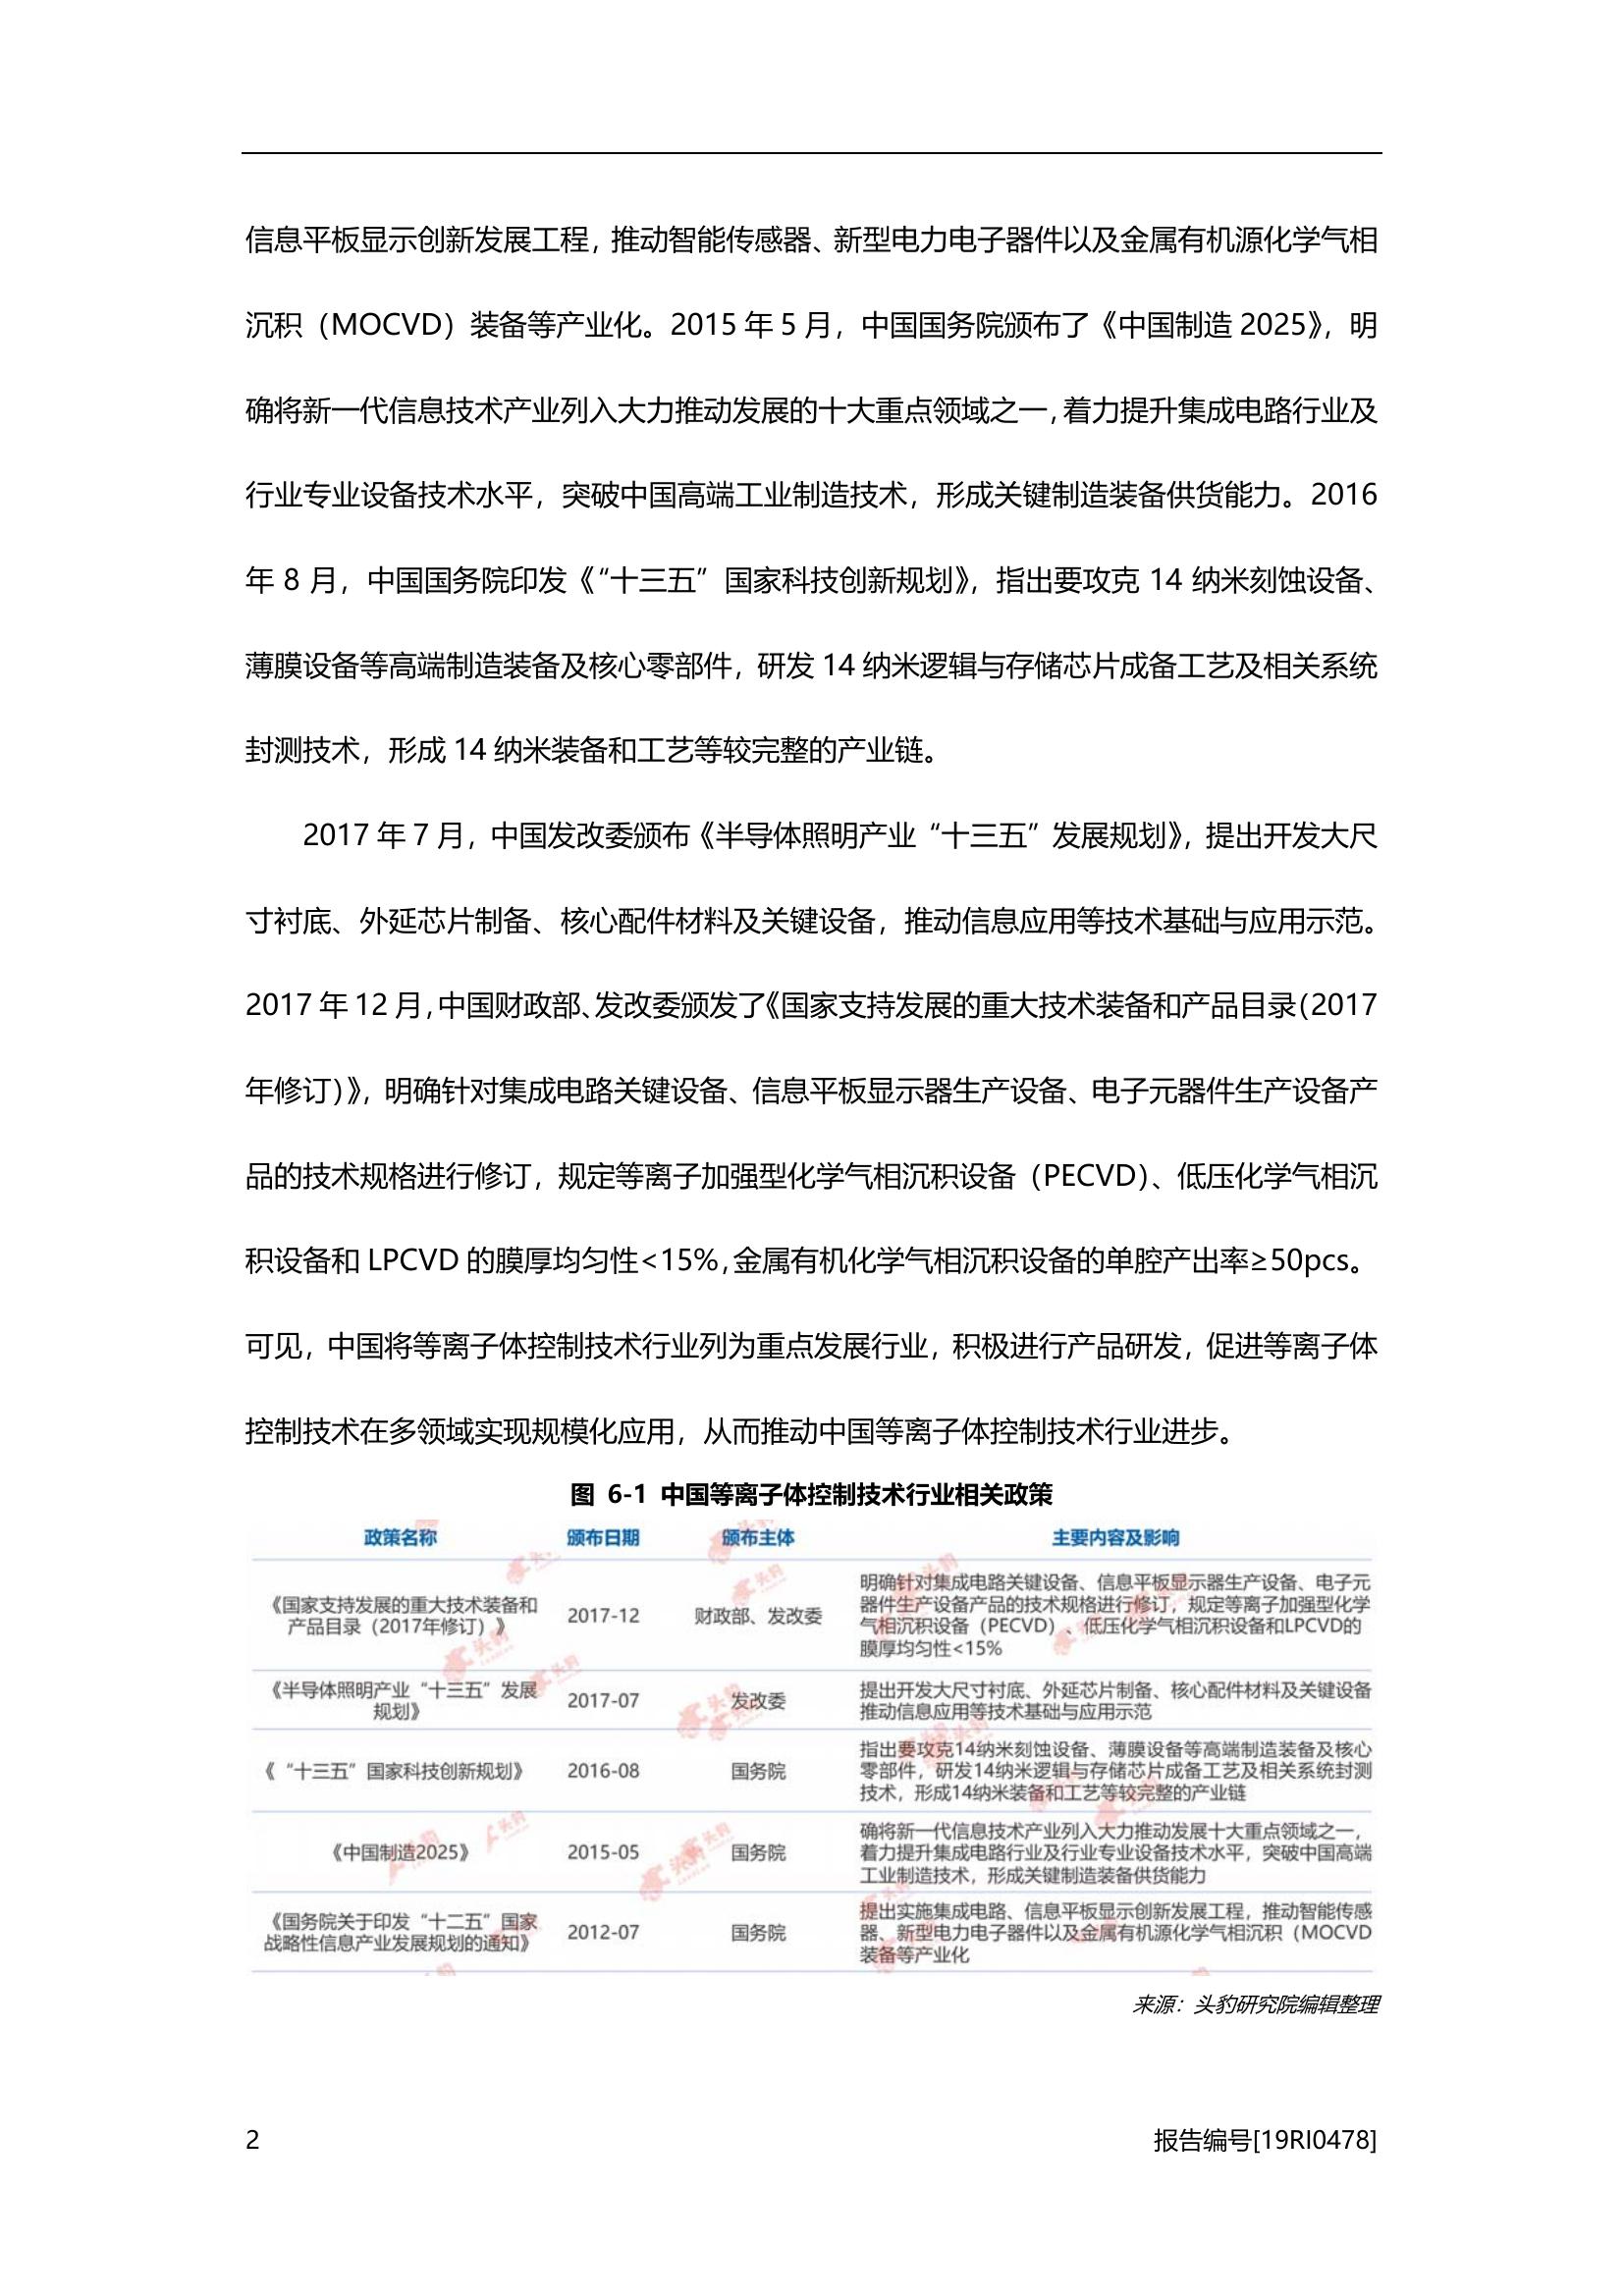 信息平板显示创新发展工程，推动智能传感器、新型电力电子器件以及金属有机源化学气相
沉积（MOCVD）装备等产业化。2015 年 5 月，中国国务院颁布了《中国制造 2025》，明
确将新一代信息技术产业列入大力推动发展的十大重点领域之一，着力提升集成电路行业及
行业专业设备技术水平，突破中国高端工业制造技术，形成关键制造装备供货能力。2016
年 8 月，中国国务院印发《“十三五”国家科技创新规划》，指出要攻克 14 纳米刻蚀设备、
薄膜设备等高端制造装备及核心零部件，研发 14 纳米逻辑与存储芯片成备工艺及相关系统
封测技术，形成 14 纳米装备和工艺等较完整的产业链。
2017 年 7 月，中国发改委颁布《半导体照明产业“十三五”发展规划》，提出开发大尺
寸衬底、外延芯片制备、核心配件材料及关键设备，推动信息应用等技术基础与应用示范。
2017 年 12 月，中国财政部、发改委颁发了《国家支持发展的重大技术装备和产品目录（2017
年修订）》，明确针对集成电路关键设备、信息平板显示器生产设备、电子元器件生产设备产
品的技术规格进行修订，规定等离子加强型化学气相沉积设备（PECVD）、低压化学气相沉
积设备和 LPCVD 的膜厚均匀性<15%，金属有机化学气相沉积设备的单腔产出率≥50pcs。
可见，中国将等离子体控制技术行业列为重点发展行业，积极进行产品研发，促进等离子体
控制技术在多领域实现规模化应用，从而推动中国等离子体控制技术行业进步。
图 6-1 中国等离子体控制技术行业相关政策
政策名称 颁布日期 颁布主体 主要内容及影响
《国家支持发展的重大技术装备和
产品目录（2017年修订）》
2017-12
财政部、发改委
明确针对集成电路关键设备、信息平板显示器生产设备、电子元
器件生产设备产品的技术规格进行修订，规定等离子加强型化学
气相沉积设备（PECVD）、低压化学气相沉积设备和LPCVD的
膜厚均匀性<15%
《半导体照明产业“十三五”发展
规划》
2017-07
发改委
提出开发大尺寸衬底、外延芯片制备、核心配件材料及关键设备
推动信息应用等技术基础与应用示范
《“十三五”国家科技创新规划》
2016-08
国务院
指出要攻克14纳米刻蚀设备、薄膜设备等高端制造装备及核心
零部件，研发14纳米逻辑与存储芯片成备工艺及相关系统封测
技术，形成14纳米装备和工艺等较完整的产业链
《中国制造2025》
2015-05
国务院
确将新一代信息技术产业列入大力推动发展十大重点领域之一，
着力提升集成电路行业及行业专业设备技术水平，突破中国高端
工业制造技术，形成关键制造装备供货能力
《国务院关于印发“十二五”国家
战略性信息产业发展规划的通知》
2012-07
国务院
提出实施集成电路、信息平板显示创新发展工程，推动智能传感
器、新型电力电子器件以及金属有机源化学气相沉积（MOCVD
装备等产业化
来源：头豹研究院编辑整理
2
报告编号[19RI0478]